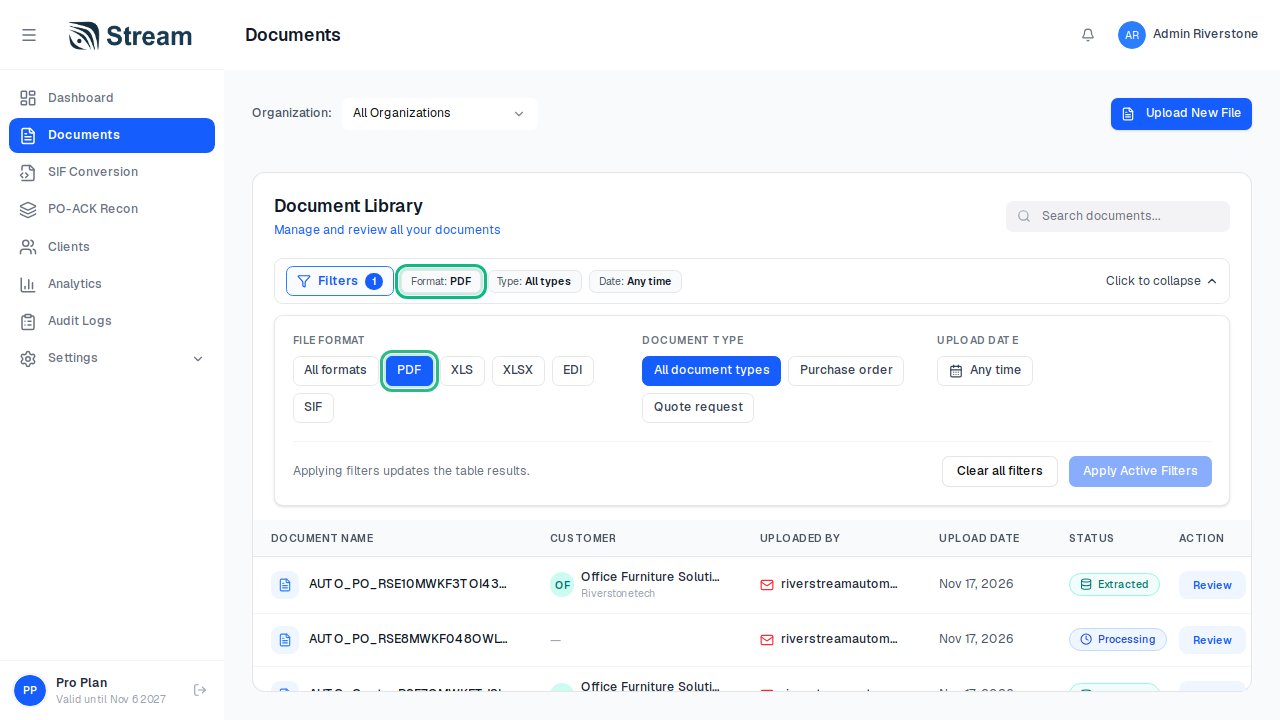 Stream
Documents
AR
Admin Riverstone
Dashboard
Documents
SIF Conversion
PO-ACK Recon
Clients
Analytics
Audit Logs
Settings
Organization:
All Organizations
Upload New File
Document Library
Manage and review all your documents
Search documents...
Filters 1
Format: PDF
Type: All types
Date: Any time
Click to collapse
FILE FORMAT
All formats
PDF
XLS
XLSX
EDI
SIF
DOCUMENT TYPE
All document types
Purchase order
Quote request
UPLOAD DATE
Any time
Applying filters updates the table results.
Clear all filters
Apply Active Filters
DOCUMENT NAME CUSTOMER UPLOADED BY UPLOAD DATE STATUS ACTION
AUTO_PO_RSE10MWKF3TOI43... OF Office Furniture Soluti... Riverstonetech riverstreamautom... Nov 17, 2026 Extracted Review
AUTO_PO_RSE8MWKF048OWL... — riverstreamautom... Nov 17, 2026 Processing Review
Office Furniture Soluti...
PP
Pro Plan
Valid until Nov 6 2027